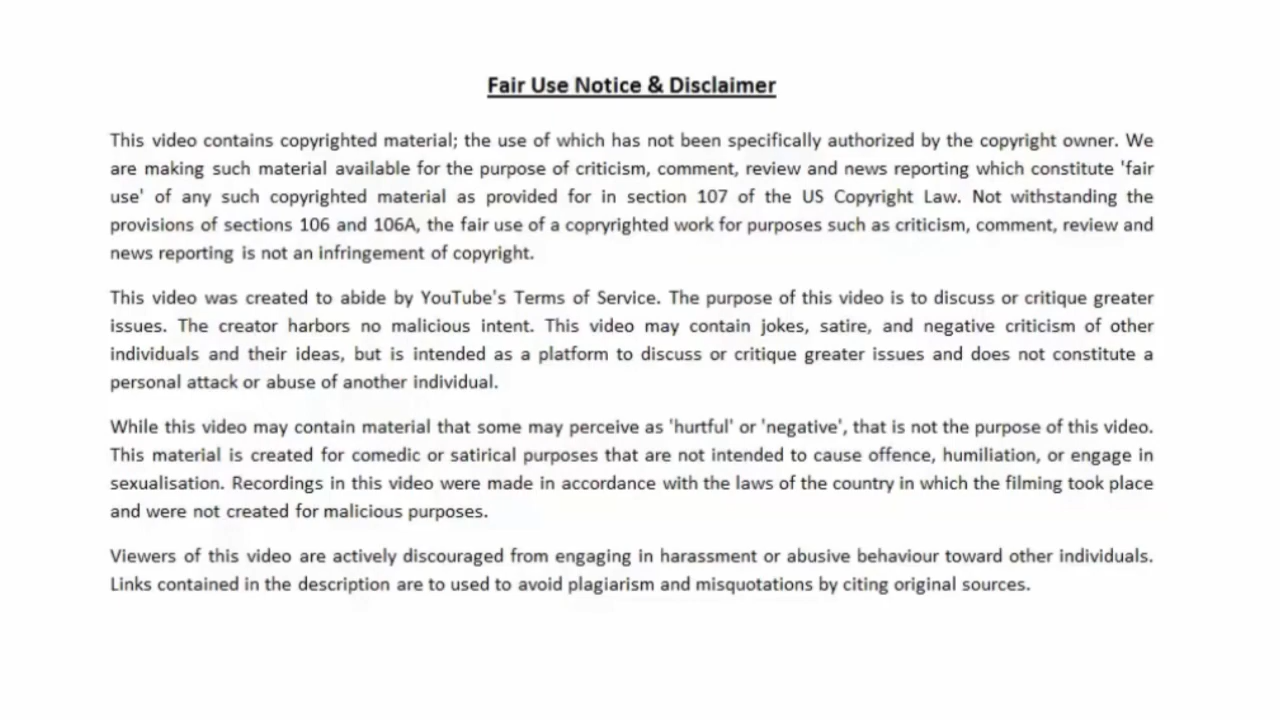 Fair Use Notice & Disclaimer
This video contains copyrighted material; the use of which has not been specifically authorized by the copyright owner. We
are making such material available for the purpose of criticism, comment, review and news reporting which constitute 'fair
use' of any such copyrighted material as provided for in section 107 of the US Copyright Law. Not withstanding the
provisions of sections 106 and 106A, the fair use of a copryrighted work for purposes such as criticism, comment, review and
news reporting is not an infringement of copyright.
This video was created to abide by YouTube's Terms of Service. The purpose of this video is to discuss or critique greater
issues. The creator harbors no malicious intent. This video may contain jokes, satire, and negative criticism of other
individuals and their ideas, but is intended as a platform to discuss or critique greater issues and does not constitute a
personal attack or abuse of another individual.
While this video may contain material that some may perceive as 'hurtful' or 'negative', that is not the purpose of this video.
This material is created for comedic or satirical purposes that are not intended to cause offence, humiliation, or engage in
sexualisation. Recordings in this video were made in accordance with the laws of the country in which the filming took place
and were not created for malicious purposes.
Viewers of this video are actively discouraged from engaging in harassment or abusive behaviour toward other individuals.
Links contained in the description are to used to avoid plagiarism and misquotations by citing original sources.